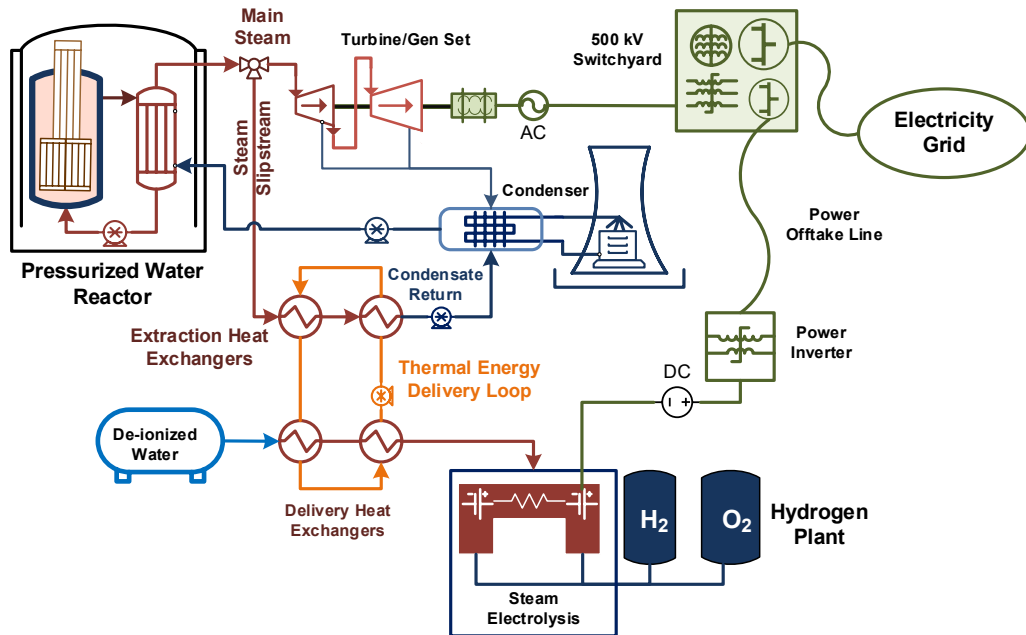 Main
Steam
Turbine/Gen Set
500 kV
Switchyard
AC
Electricity
Grid
Steam
Slipstream
Condenser
Power
Offtake Line
Pressurized Water
Reactor
Condensate
Return
Extraction Heat
Exchangers
Power
Inverter
Thermal Energy
Delivery Loop
DC
De-ionized
Water
Delivery Heat
Exchangers
H2
O2
Hydrogen
Plant
Steam
Electrolysis